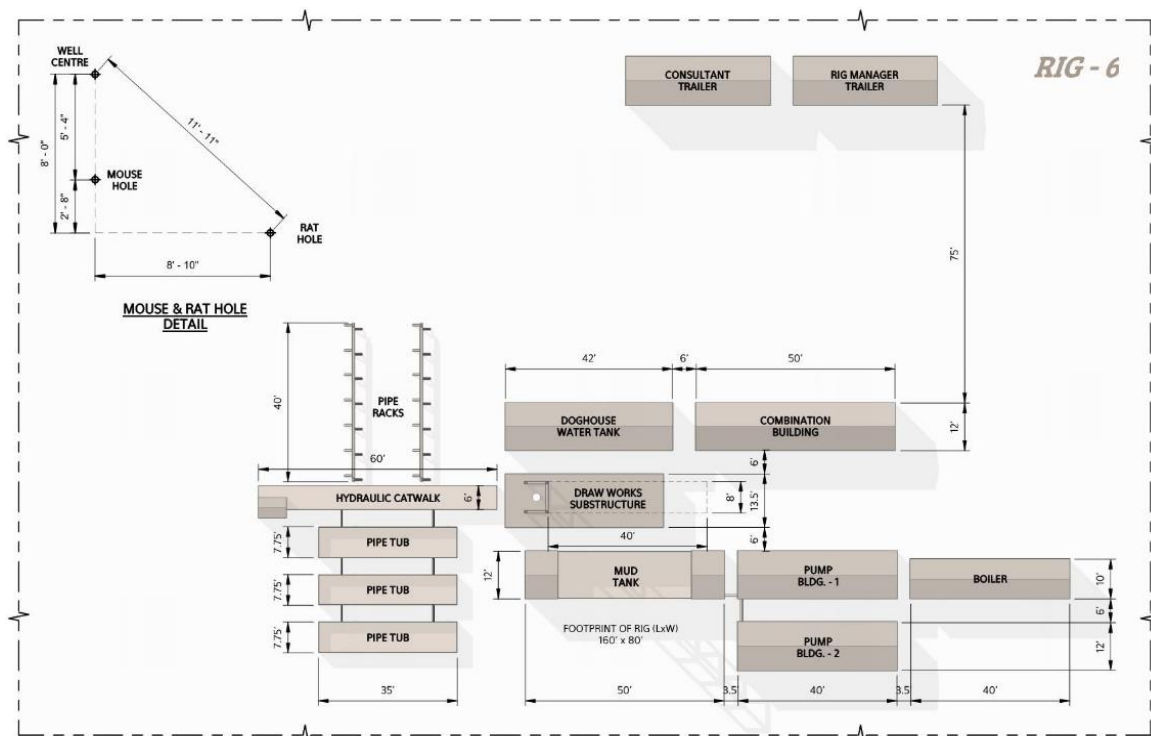 RIG - 6
WELL
CENTRE
11' - 11"
5' - 4"
8' - 0"
MOUSE
HOLE
2' - 8"
RAT
HOLE
8' - 10"
MOUSE & RAT HOLE
DETAIL
CONSULTANT
TRAILER
RIG MANAGER
TRAILER
75'
42'
6'
50'
40'
PIPE
RACKS
60'
DOGHOUSE
WATER TANK
COMBINATION
BUILDING
12'
6'
HYDRAULIC CATWALK
6'
DRAW WORKS
SUBSTRUCTURE
8'
13.5'
40'
6'
7.75'
PIPE TUB
7.75'
PIPE TUB
7.75'
PIPE TUB
35'
12'
MUD
TANK
PUMP
BLDG. - 1
BOILER
10'
6'
FOOTPRINT OF RIG (LxW)
160' x 80'
PUMP
BLDG. - 2
12'
50'
3.5'
40'
3.5'
40'